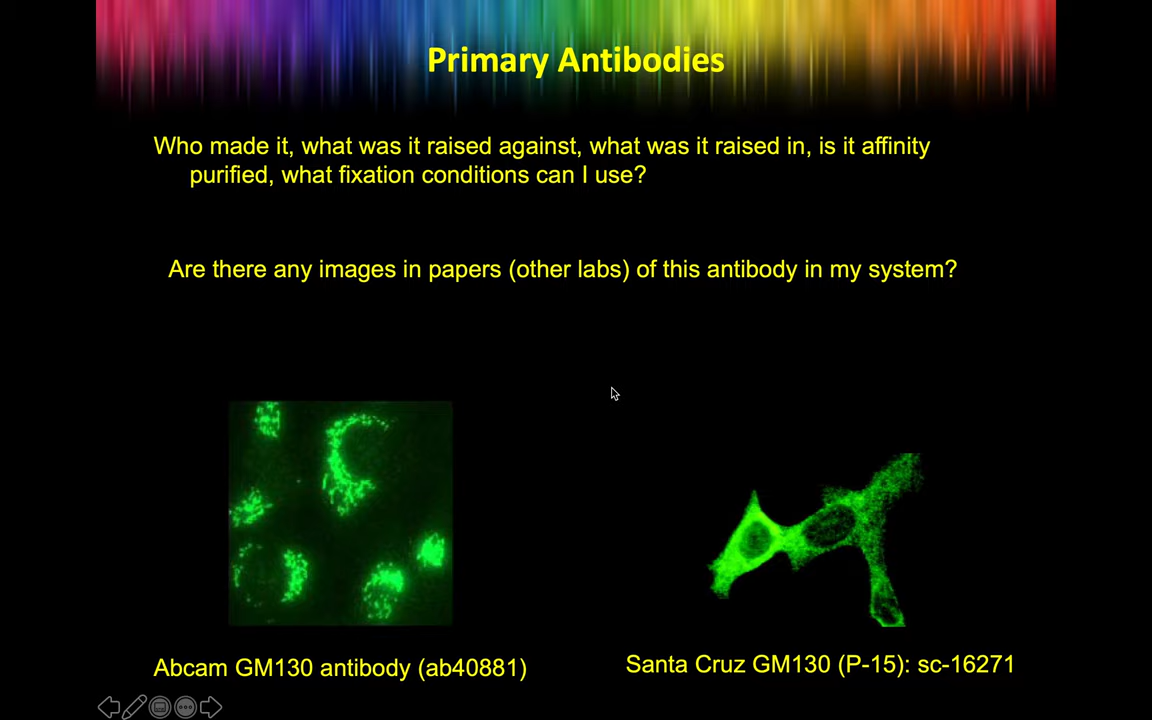 Primary Antibodies
Who made it, what was it raised against, what was it raised in, is it affinity
purified, what fixation conditions can I use?
Are there any images in papers (other labs) of this antibody in my system?
Abcam GM130 antibody (ab40881)
Santa Cruz GM130 (P-15): sc-16271